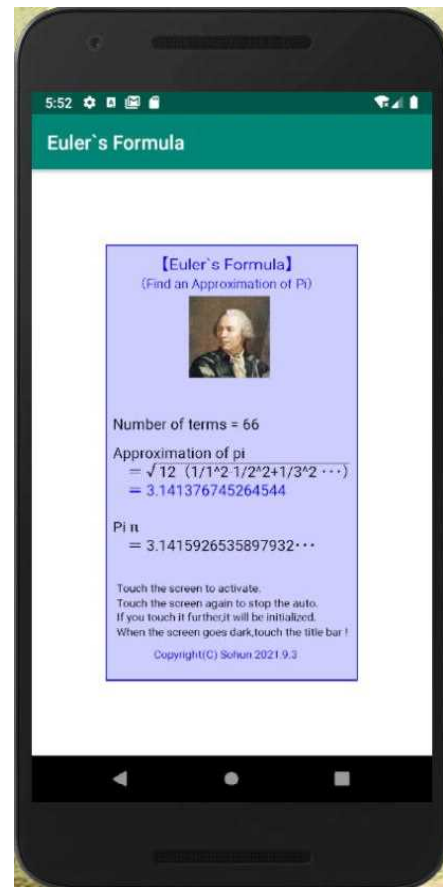 5:52
Euler`s Formula
【Euler`s Formula】
(Find an Approximation of Pi)
Number of terms = 66
Approximation of pi
=√12 (1/1^2-1/2^2+1/3^2 ･･･)
= 3.141376745264544
Pi π
= 3.1415926535897932･･･
Touch the screen to activate.
Touch the screen again to stop the auto.
If you touch it further,it will be initialized.
When the screen goes dark,touch the title bar !
Copyright(C) Sohun 2021.9.3